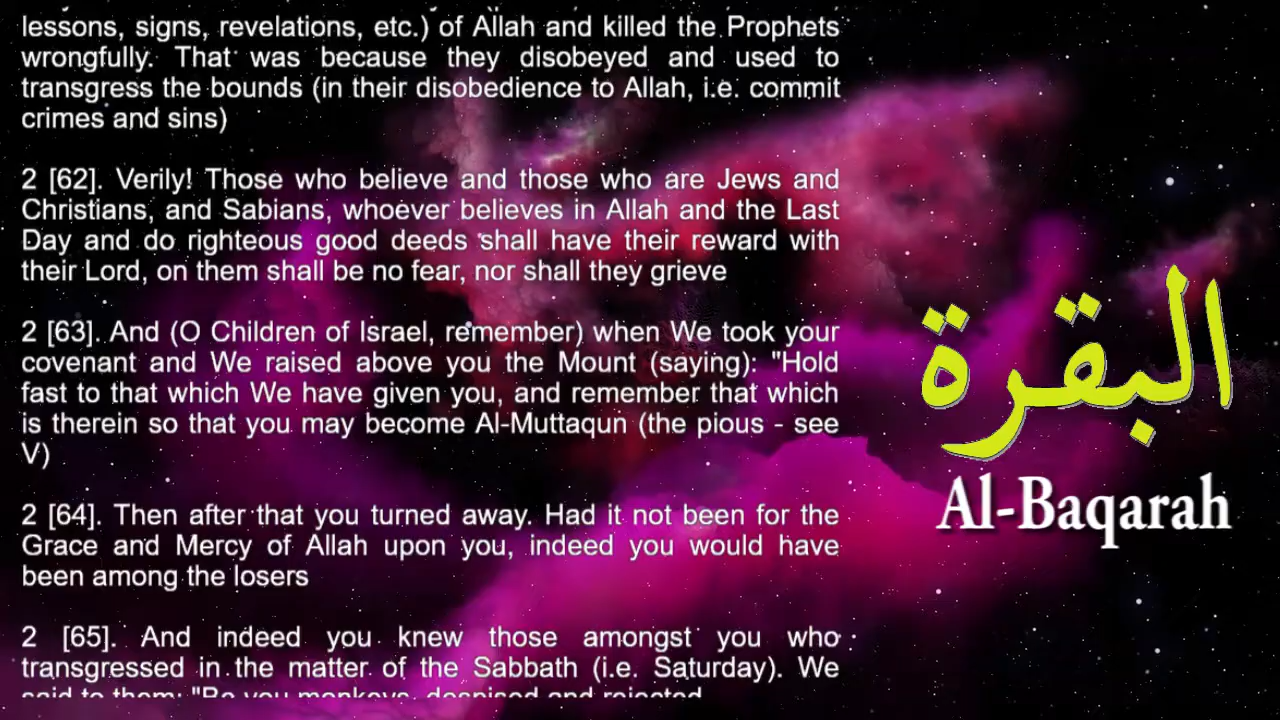 lessons, signs, revelations, etc.) of Allah and killed the Prophets
wrongfully. That was because they disobeyed and used to
transgress the bounds (in their disobedience to Allah, i.e. commit
crimes and sins)
2 [62]. Verily! Those who believe and those who are Jews and
Christians, and Sabians, whoever believes in Allah and the Last
Day and do righteous good deeds shall have their reward with
their Lord, on them shall be no fear, nor shall they grieve
2 [63]. And (O Children of Israel, remember) when We took your
covenant and We raised above you the Mount (saying): "Hold
fast to that which We have given you, and remember that which
is therein so that you may become Al-Muttaqun (the pious - see
V)
2 [64]. Then after that you turned away. Had it not been for the
Grace and Mercy of Allah upon you, indeed you would have
been among the losers
2 [65]. And indeed you knew those amongst you who
transgressed in the matter of the Sabbath (i.e. Saturday). We
said to them: "Be you monkeys, despised and rejected
البقرة
Al-Baqarah